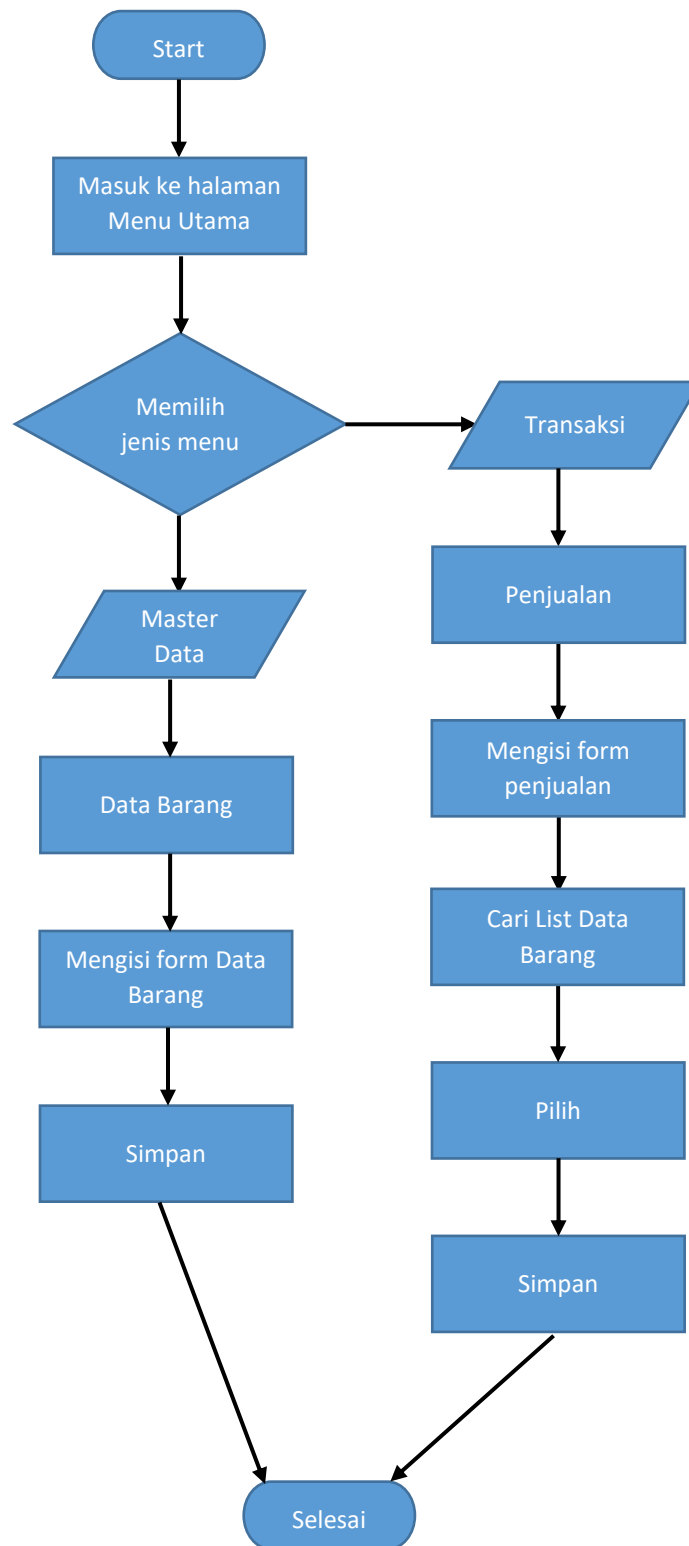 Start
Masuk ke halaman
Menu Utama
Memilih
jenis menu
Transaksi
Penjualan
Master
Data
Mengisi form
penjualan
Data Barang
Cari List Data
Barang
Mengisi form Data
Barang
Pilih
Simpan
Simpan
Selesai